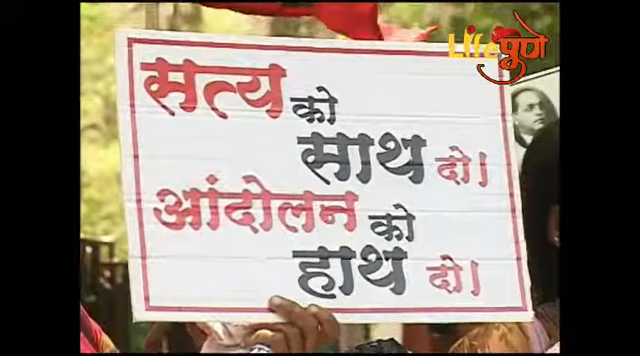 Lifeपुणे
सत्य को
साथ दो।
आंदोलन को
हाथ दो।